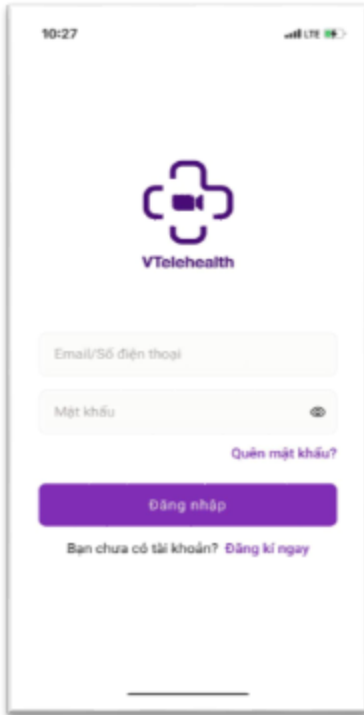 10:27 LTE
VTelehealth
Email/Số điện thoại
Mật khẩu
Quên mật khẩu?
Đăng nhập
Bạn chưa có tài khoản? Đăng kí ngay